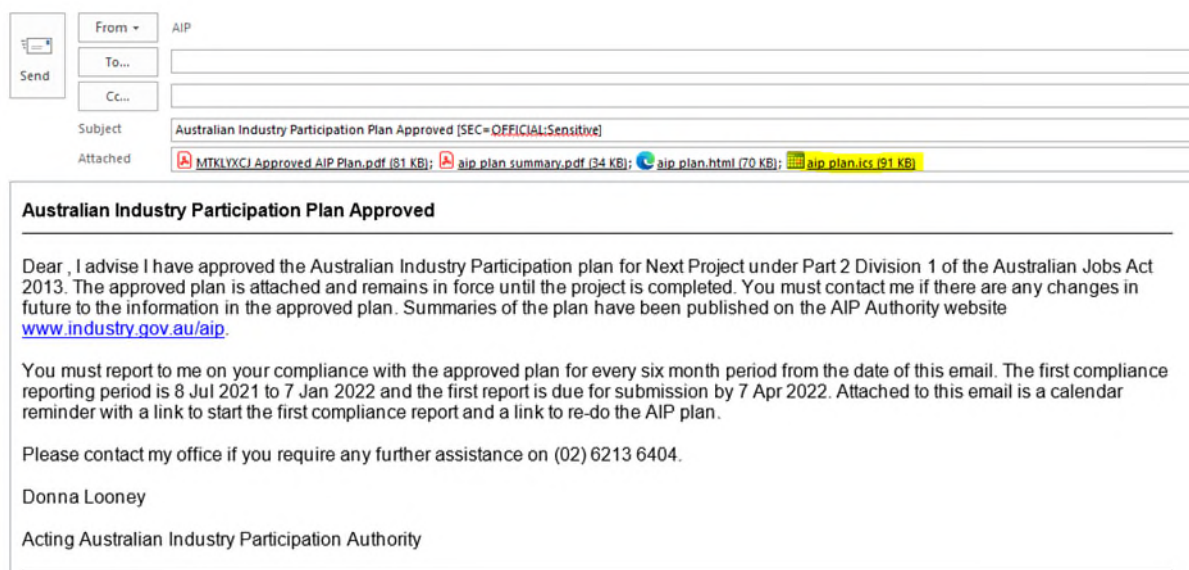 From
AIP
To...
Send
Cc...
Subject
Australian Industry Participation Plan Approved [SEC=OFFICIAL:Sensitive]
Attached
MTKLYXCJ Approved AIP Plan.pdf (81 KB); aip plan summary.pdf (34 KB); aip plan.html (70 KB); aip plan.ics (91 KB)
Australian Industry Participation Plan Approved
Dear , I advise I have approved the Australian Industry Participation plan for Next Project under Part 2 Division 1 of the Australian Jobs Act
2013. The approved plan is attached and remains in force until the project is completed. You must contact me if there are any changes in
future to the information in the approved plan. Summaries of the plan have been published on the AIP Authority website
www.industry.gov.au/aip.
You must report to me on your compliance with the approved plan for every six month period from the date of this email. The first compliance
reporting period is 8 Jul 2021 to 7 Jan 2022 and the first report is due for submission by 7 Apr 2022. Attached to this email is a calendar
reminder with a link to start the first compliance report and a link to re-do the AIP plan.
Please contact my office if you require any further assistance on (02) 6213 6404.
Donna Looney
Acting Australian Industry Participation Authority